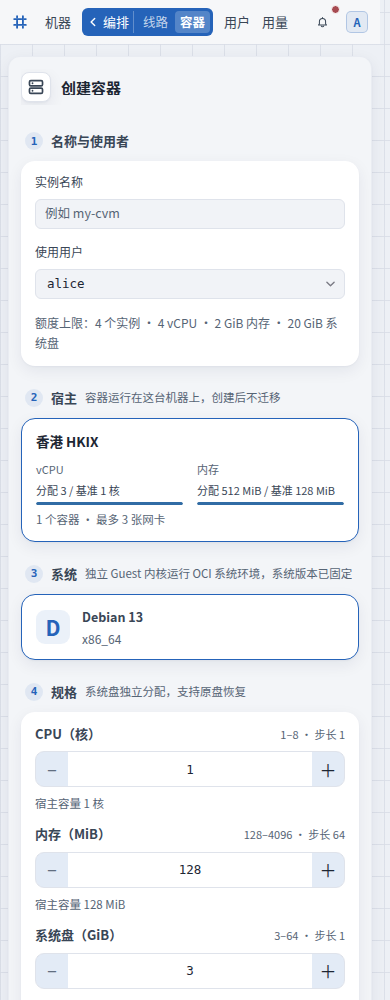 机器 编排 线路 容器 用户 用量 A
创建容器
1 名称与使用者
实例名称
例如 my-cvm
使用用户
alice
额度上限：4 个实例 · 4 vCPU · 2 GiB 内存 · 20 GiB 系
统盘
2 宿主 容器运行在这台机器上，创建后不迁移
香港 HKIX
vCPU 内存
分配 3 / 基准 1 核 分配 512 MiB / 基准 128 MiB
1 个容器 · 最多 3 张网卡
3 系统 独立 Guest 内核运行 OCI 系统环境，系统版本已固定
D Debian 13
x86_64
4 规格 系统盘独立分配，支持原盘恢复
CPU（核） 1–8 · 步长 1
− 1 +
宿主容量 1 核
内存（MiB） 128–4096 · 步长 64
− 128 +
宿主容量 128 MiB
系统盘（GiB） 3–64 · 步长 1
− 3 +